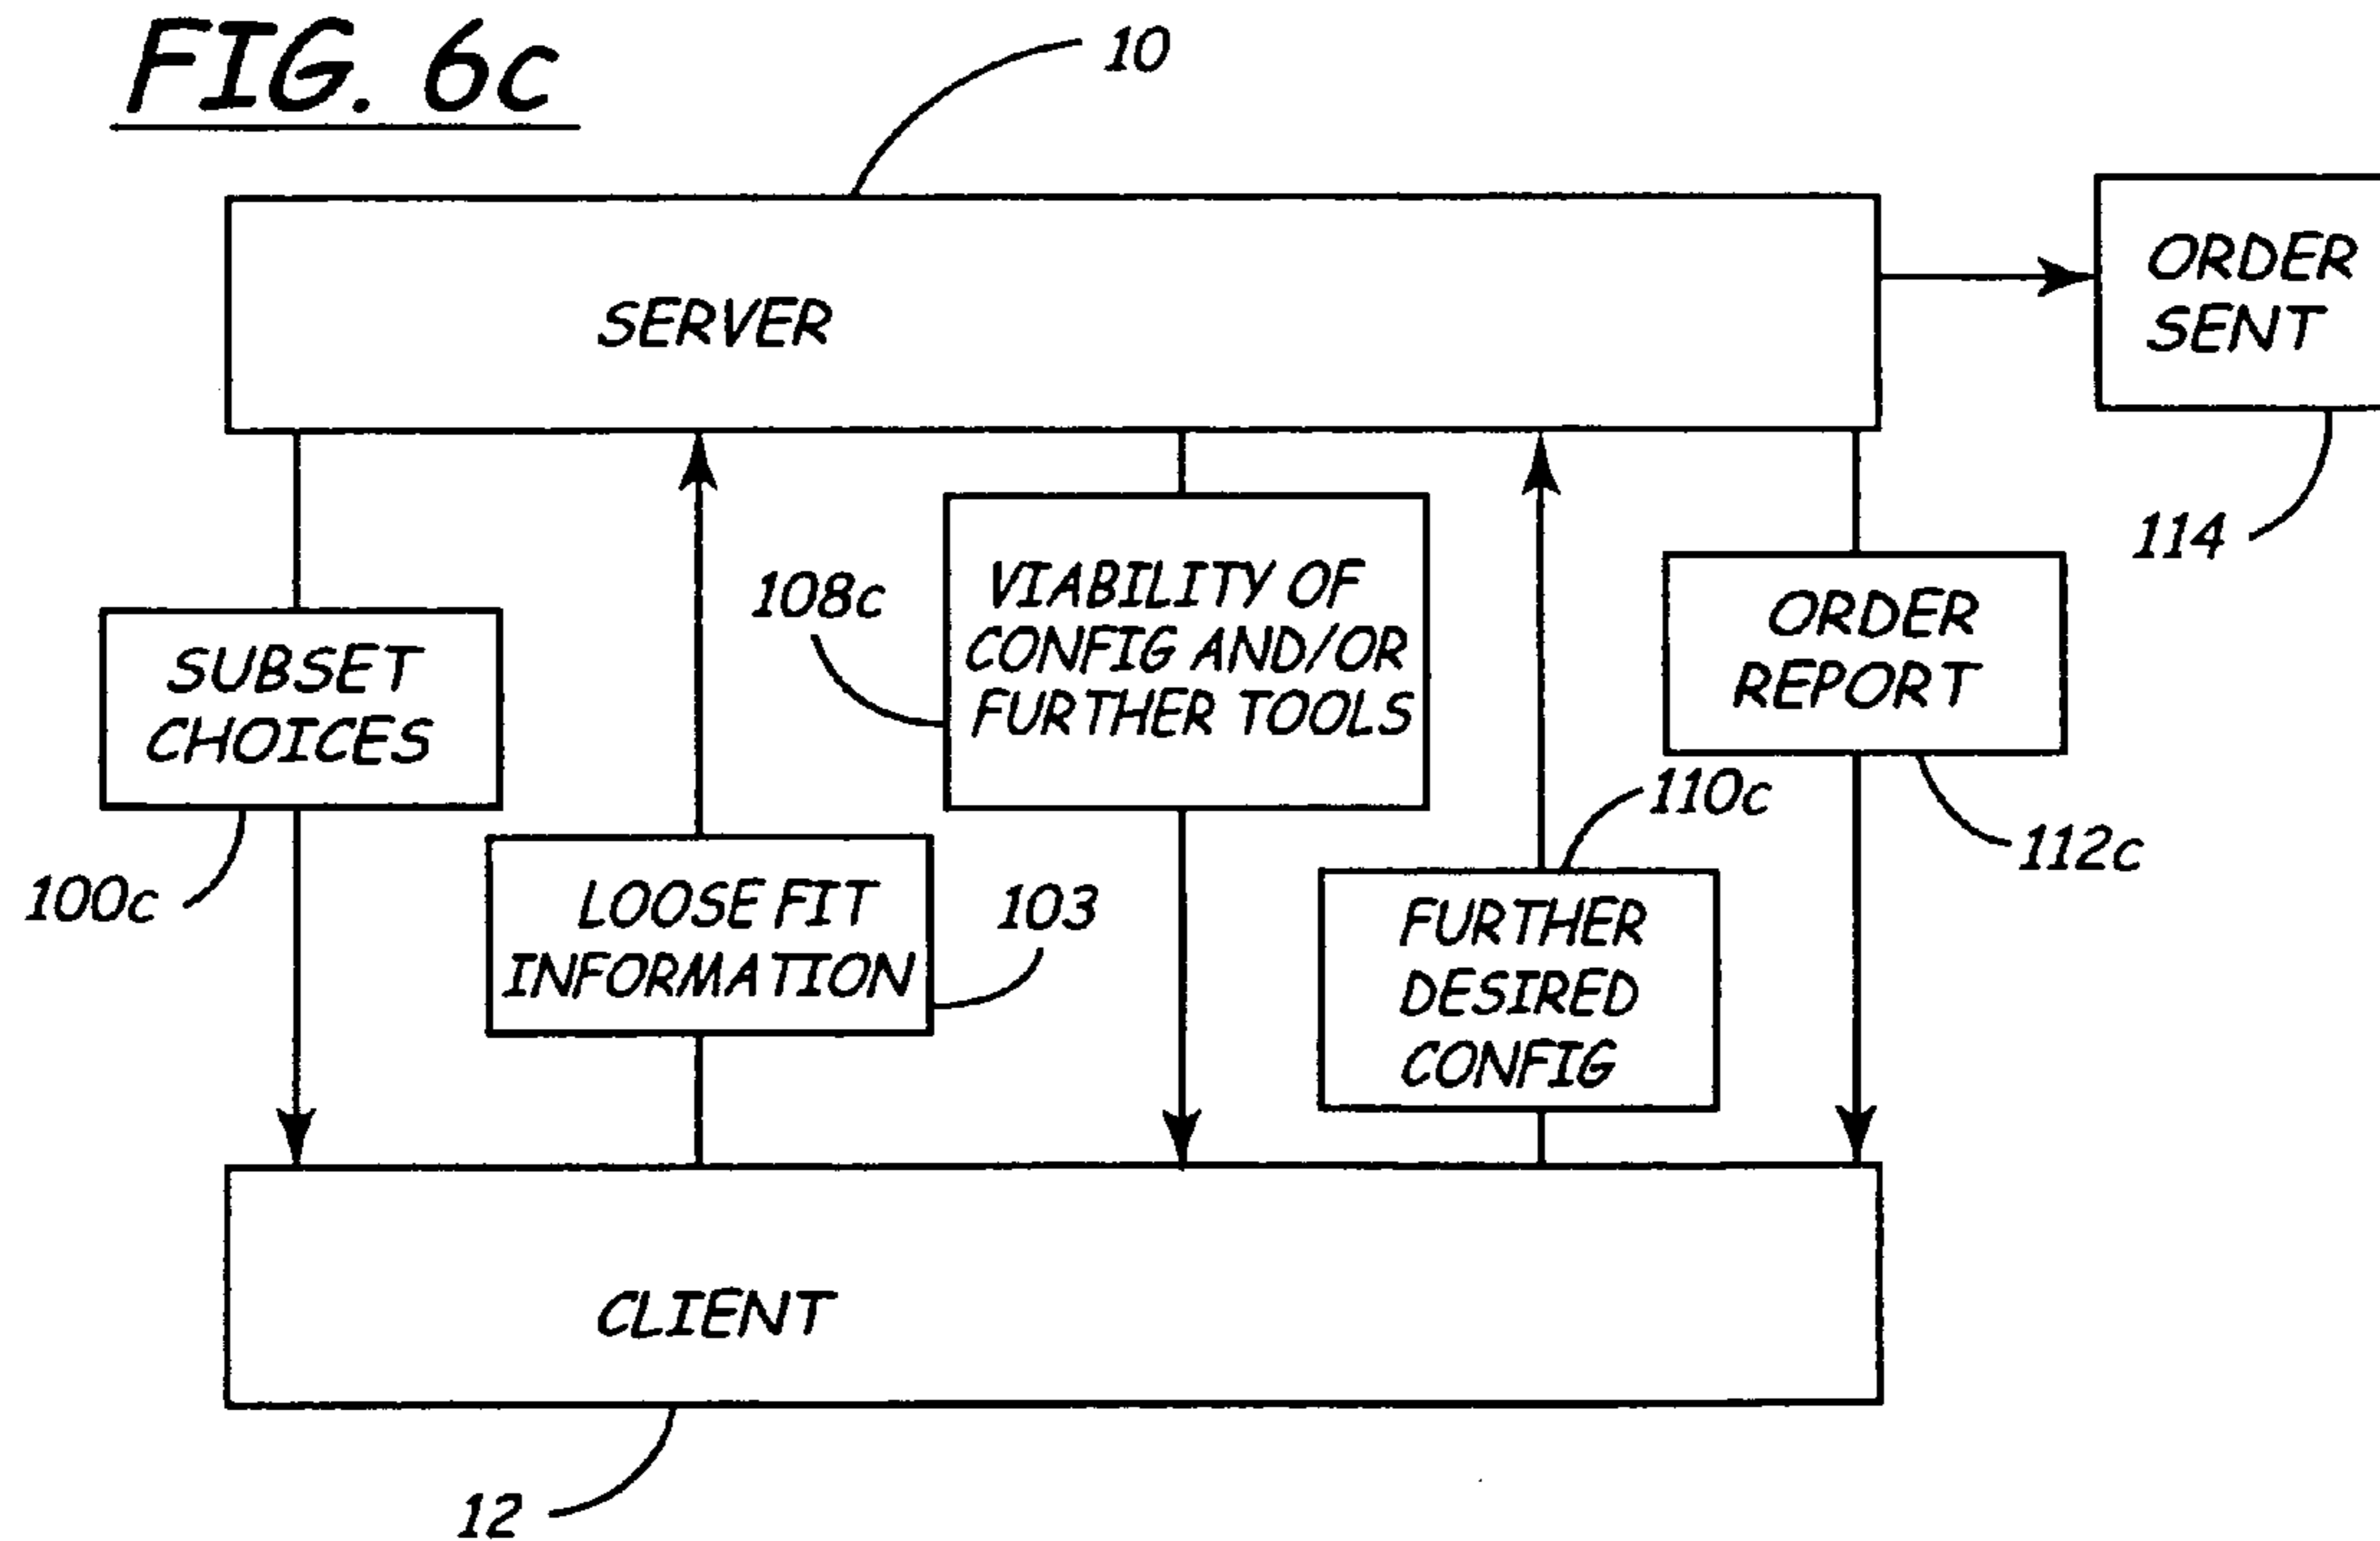 FIG. 6c
10
SERVER
ORDER
SENT
114
SUBSET
CHOICES
100c
LOOSE FIT
INFORMATION
103
108c
VIABILITY OF
CONFIG AND/OR
FURTHER TOOLS
110c
FURTHER
DESIRED
CONFIG
ORDER
REPORT
112c
CLIENT
12